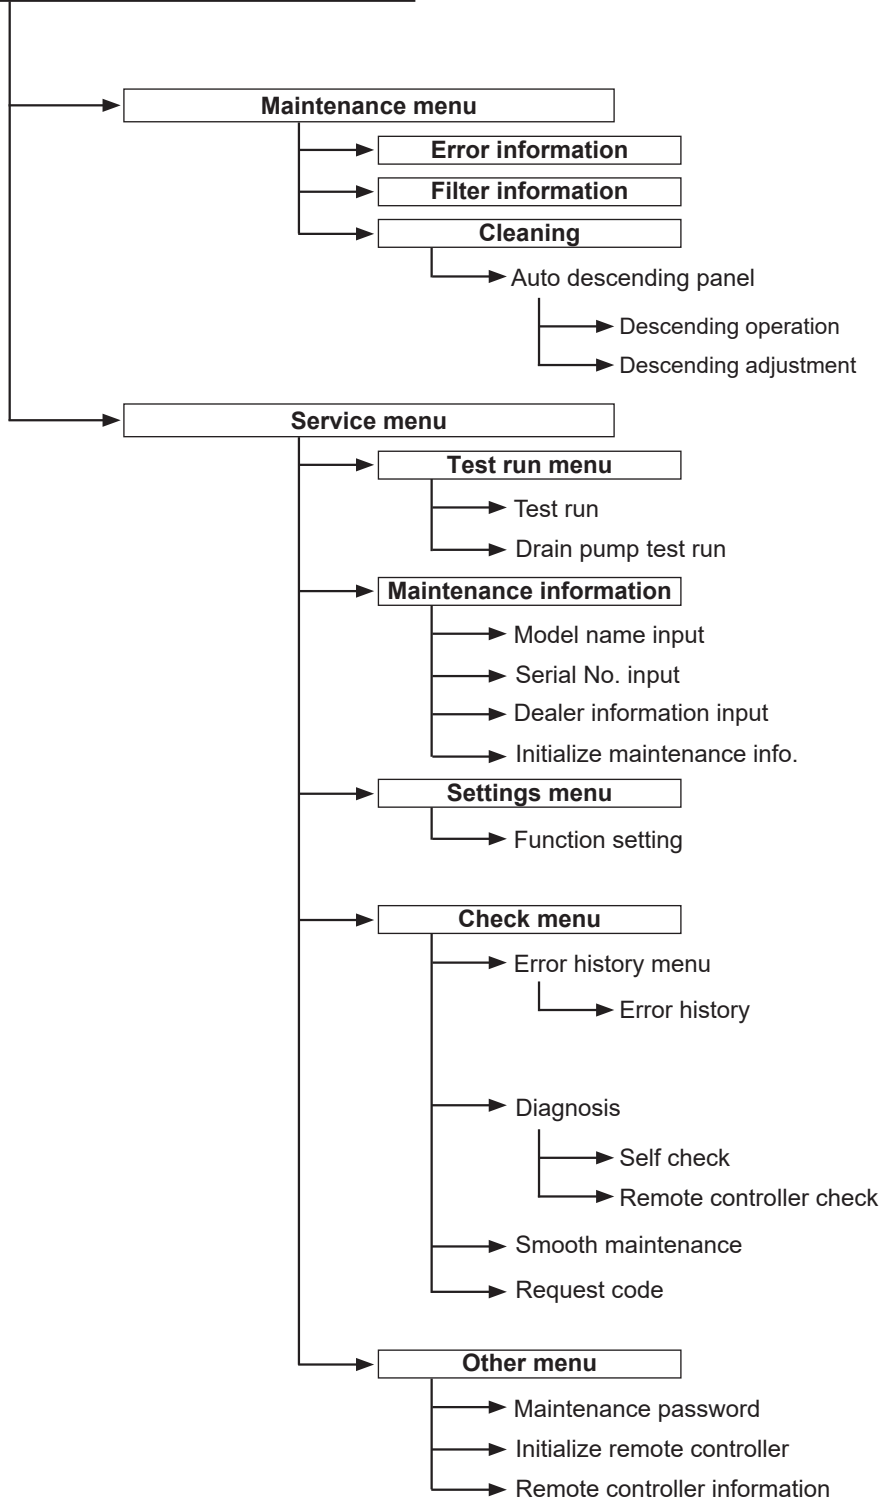 Maintenance menu
Error information
Filter information
Cleaning
Auto descending panel
Descending operation
Descending adjustment
Service menu
Test run menu
Test run
Drain pump test run
Maintenance information
Model name input
Serial No. input
Dealer information input
Initialize maintenance info.
Settings menu
Function setting
Check menu
Error history menu
Error history
Diagnosis
Self check
Remote controller check
Smooth maintenance
Request code
Other menu
Maintenance password
Initialize remote controller
Remote controller information